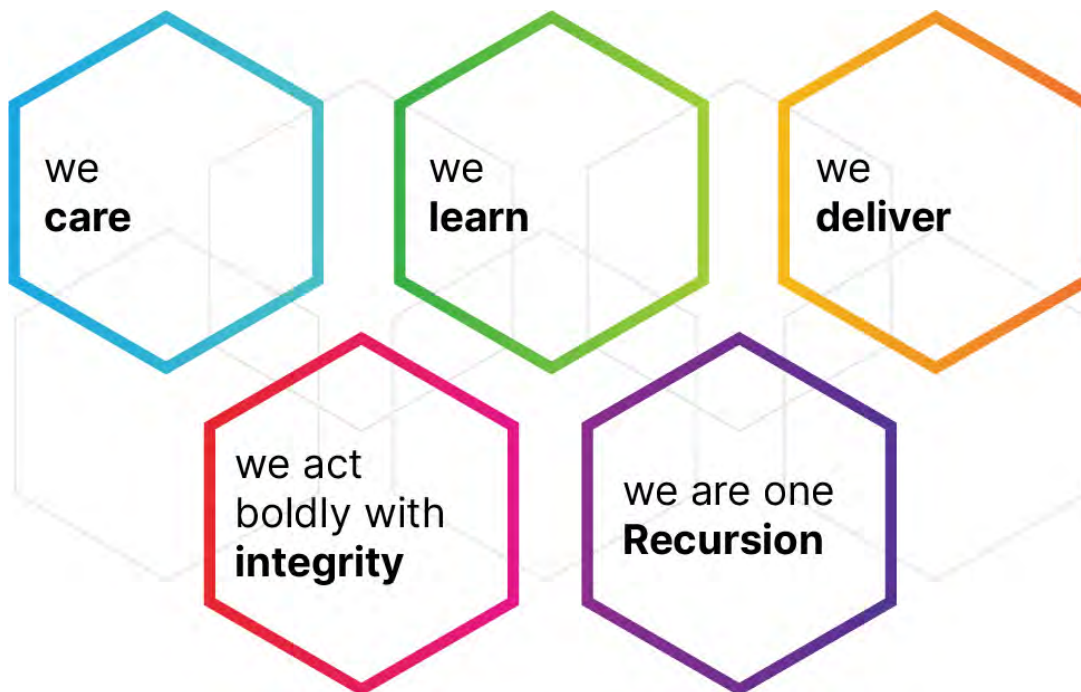 we
care
we
learn
we
deliver
we act
boldly with
integrity
we are one
Recursion